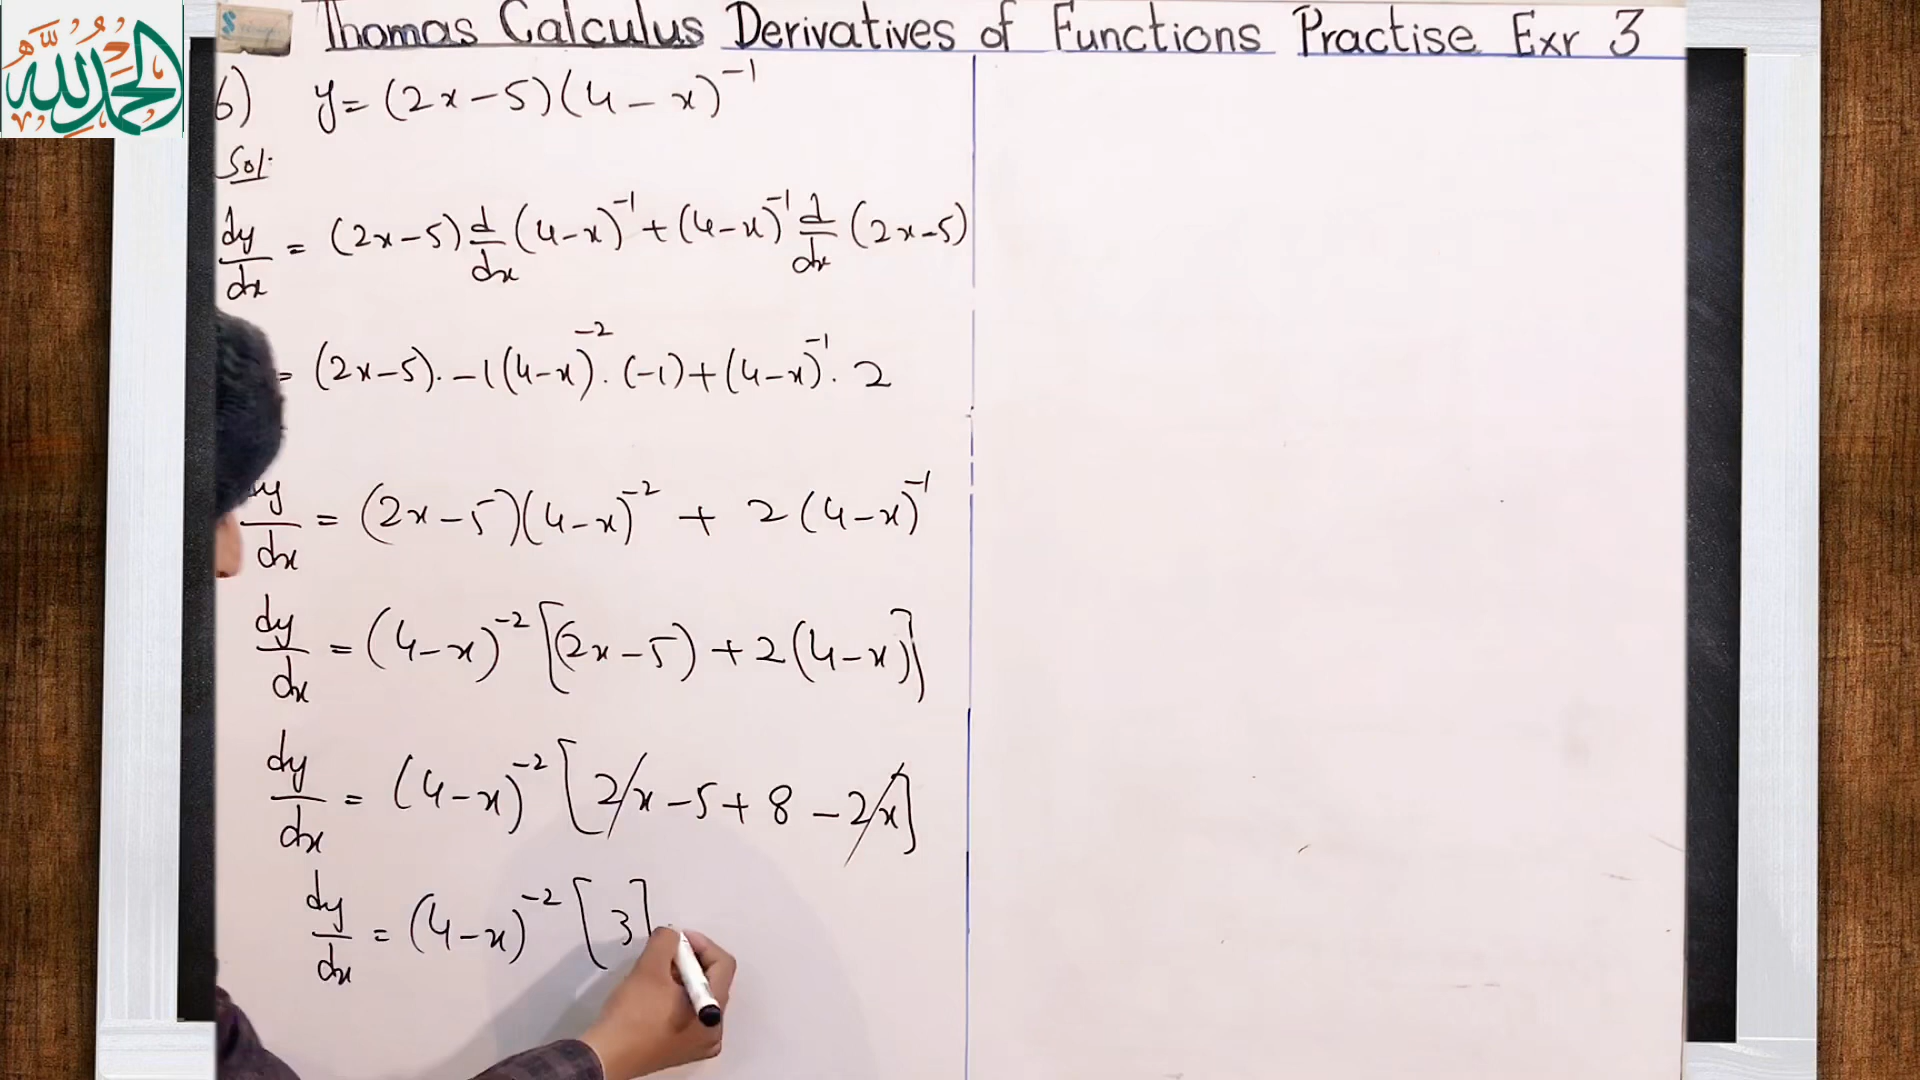 الحمد لله
Thomas Calculus Derivatives of Functions Practise Exr 3
6) y = (2x-5)(4-x)^-1
Sol:
dy/dx = (2x-5) d/dx (4-x)^-1 + (4-x)^-1 d/dx (2x-5)
= (2x-5). -1(4-x)^-2 . (-1) + (4-x)^-1 . 2
dy/dx = (2x-5)(4-x)^-2 + 2(4-x)^-1
dy/dx = (4-x)^-2 [(2x-5) + 2(4-x)]
dy/dx = (4-x)^-2 [2x-5+8-2x]
dy/dx = (4-x)^-2 [3]